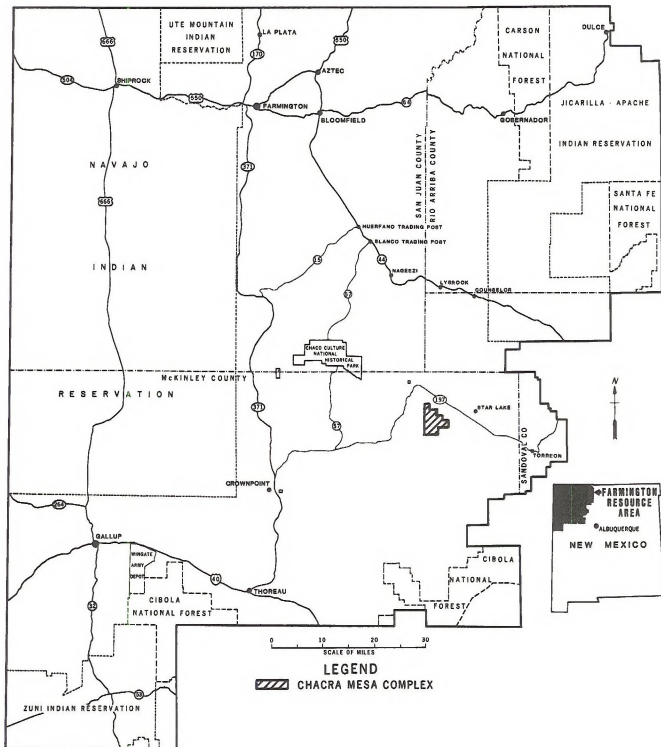 666
UTE MOUNTAIN
INDIAN
RESERVATION
LA PLATA
170
550
CARSON
NATIONAL
FOREST
DULCE
504
SHIPROCK
550
AZTEC
FARMINGTON
BLOOMFIELD
64
GOBERNADOR
JICARILLA - APACHE
INDIAN RESERVATION
NAVAJO
371
SAN JUAN COUNTY
RIO ARRIBA COUNTY
666
SANTA FE
NATIONAL
FOREST
HUERFANO TRADING POST
BLANCO TRADING POST
INDIAN
15
44
57
NAGEEZI
LYBROOK
COUNSELOR
CHACO CULTURE
NATIONAL
HISTORICAL
PARK
McKINLEY COUNTY
RESERVATION
371
57
197
STAR LAKE
SANDOVAL CO
TORREON
N
CROWNPOINT
264
GALLUP
WINGATE
ARMY
DEPOT
40
THOREAU
CIBOLA
NATIONAL FOREST
CIBOLA
NATIONAL
FOREST
FARMINGTON
RESOURCE
AREA
ALBUQUERQUE
NEW MEXICO
32
53
ZUNI INDIAN RESERVATION
0 10 20 30
SCALE OF MILES
LEGEND
CHACRA MESA COMPLEX